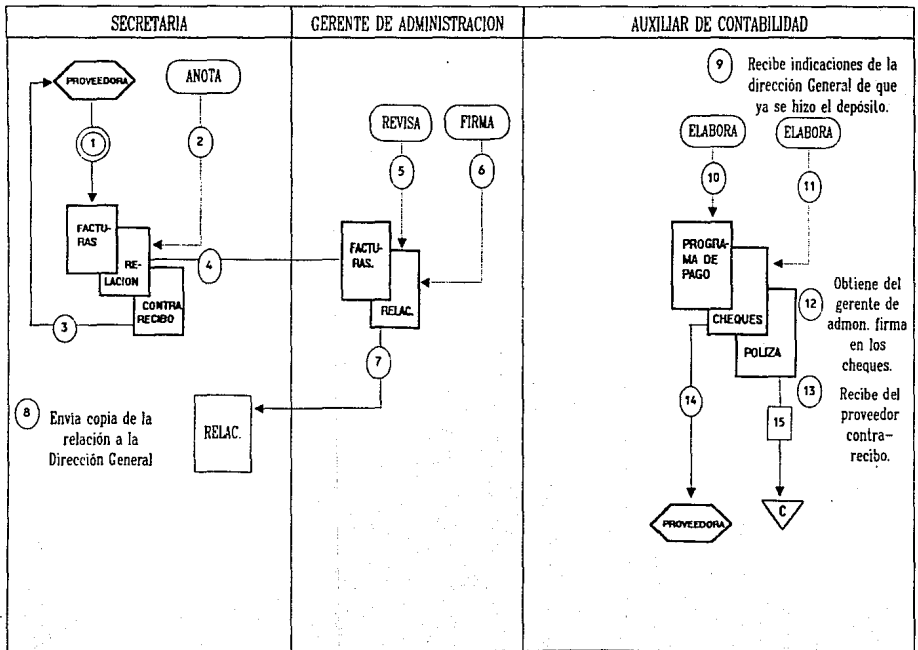 SECRETARIA
PROVEEDORA
ANOTA
1
2
FACTU-
RAS
RE-
LACION
CONTRA
RECIBO
4
3
8
Envía copia de la
relación a la
Dirección General
RELAC.
GERENTE DE ADMINISTRACION
REVISA
FIRMA
5
6
FACTU-
RAS.
RELAC.
7
AUXILIAR DE CONTABILIDAD
9
Recibe indicaciones de la
dirección General de que
ya se hizo el depósito.
ELABORA
ELABORA
10
11
PROGRA-
MA DE
PAGO
CHEQUES
POLIZA
12
Obtiene del
gerente de
admon. firma
en los
cheques.
13
Recibe del
proveedor
contra-
recibo.
14
15
PROVEEDORA
C